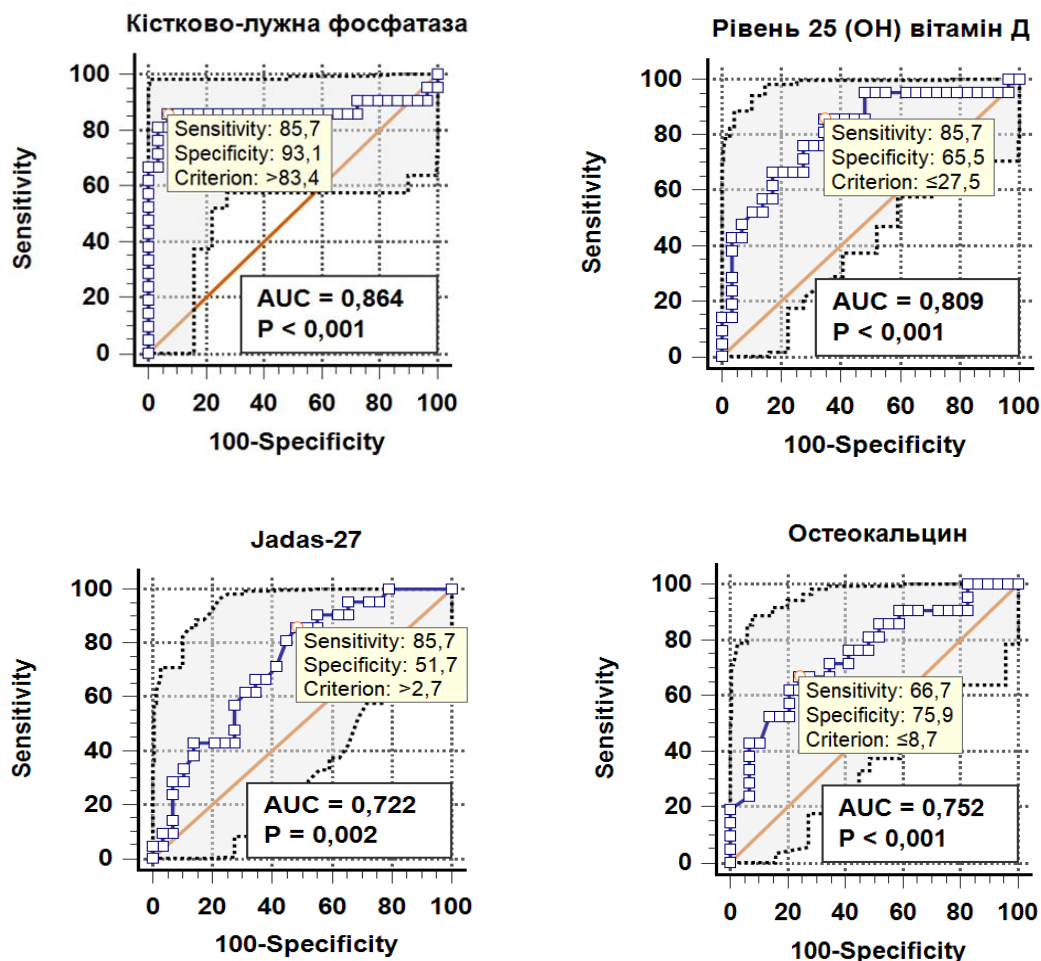 Кістково-лужна фосфатаза
100
80
60
40
20
0
Sensitivity
Sensitivity: 85,7
Specificity: 93,1
Criterion: >83,4
AUC = 0,864
P < 0,001
0 20 40 60 80 100
100-Specificity
Рівень 25 (ОН) вітамін Д
100
80
60
40
20
0
Sensitivity
Sensitivity: 85,7
Specificity: 65,5
Criterion: ≤27,5
AUC = 0,809
P < 0,001
0 20 40 60 80 100
100-Specificity
Jadas-27
100
80
60
40
20
0
Sensitivity
Sensitivity: 85,7
Specificity: 51,7
Criterion: >2,7
AUC = 0,722
P = 0,002
0 20 40 60 80 100
100-Specificity
Остеокальцин
100
80
60
40
20
0
Sensitivity
Sensitivity: 66,7
Specificity: 75,9
Criterion: ≤8,7
AUC = 0,752
P < 0,001
0 20 40 60 80 100
100-Specificity